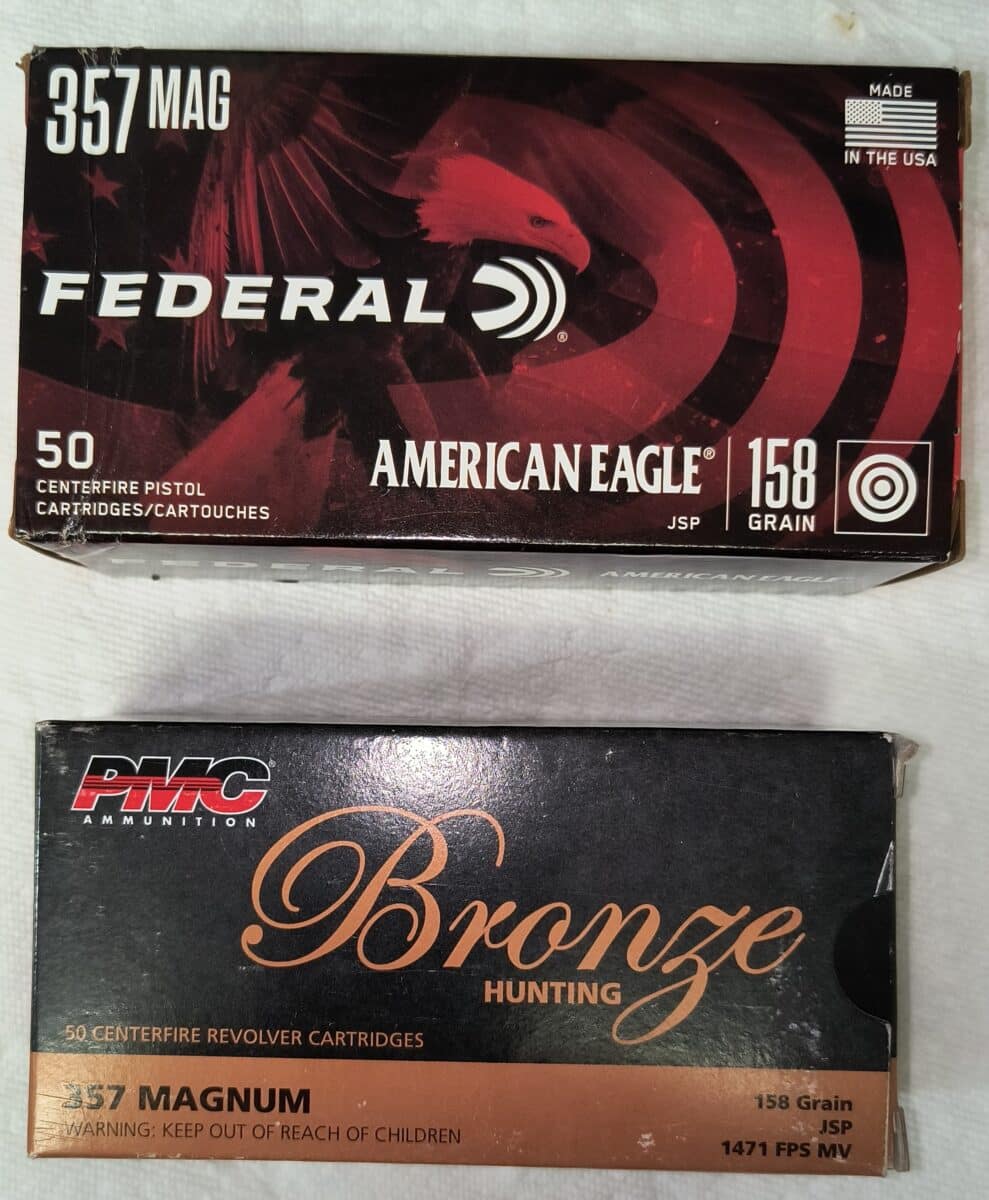 357 MAG
MADE
IN THE USA
FEDERAL®
50
CENTERFIRE PISTOL
CARTRIDGES/CARTOUCHES
AMERICAN EAGLE®
JSP
158
GRAIN
FEDERAL AMERICAN EAGLE
PMC®
AMMUNITION
Bronze
HUNTING
50 CENTERFIRE REVOLVER CARTRIDGES
357 MAGNUM
WARNING: KEEP OUT OF REACH OF CHILDREN
158 Grain
JSP
1471 FPS MV